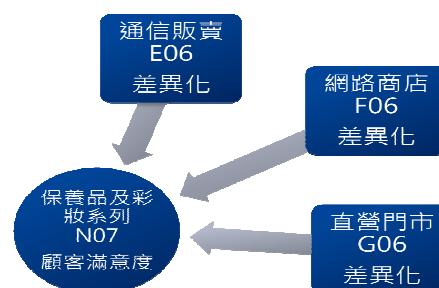 通信販賣
E06
差異化
網路商店
F06
差異化
保養品及彩
妝系列
N07
顧客滿意度
直營門市
G06
差異化